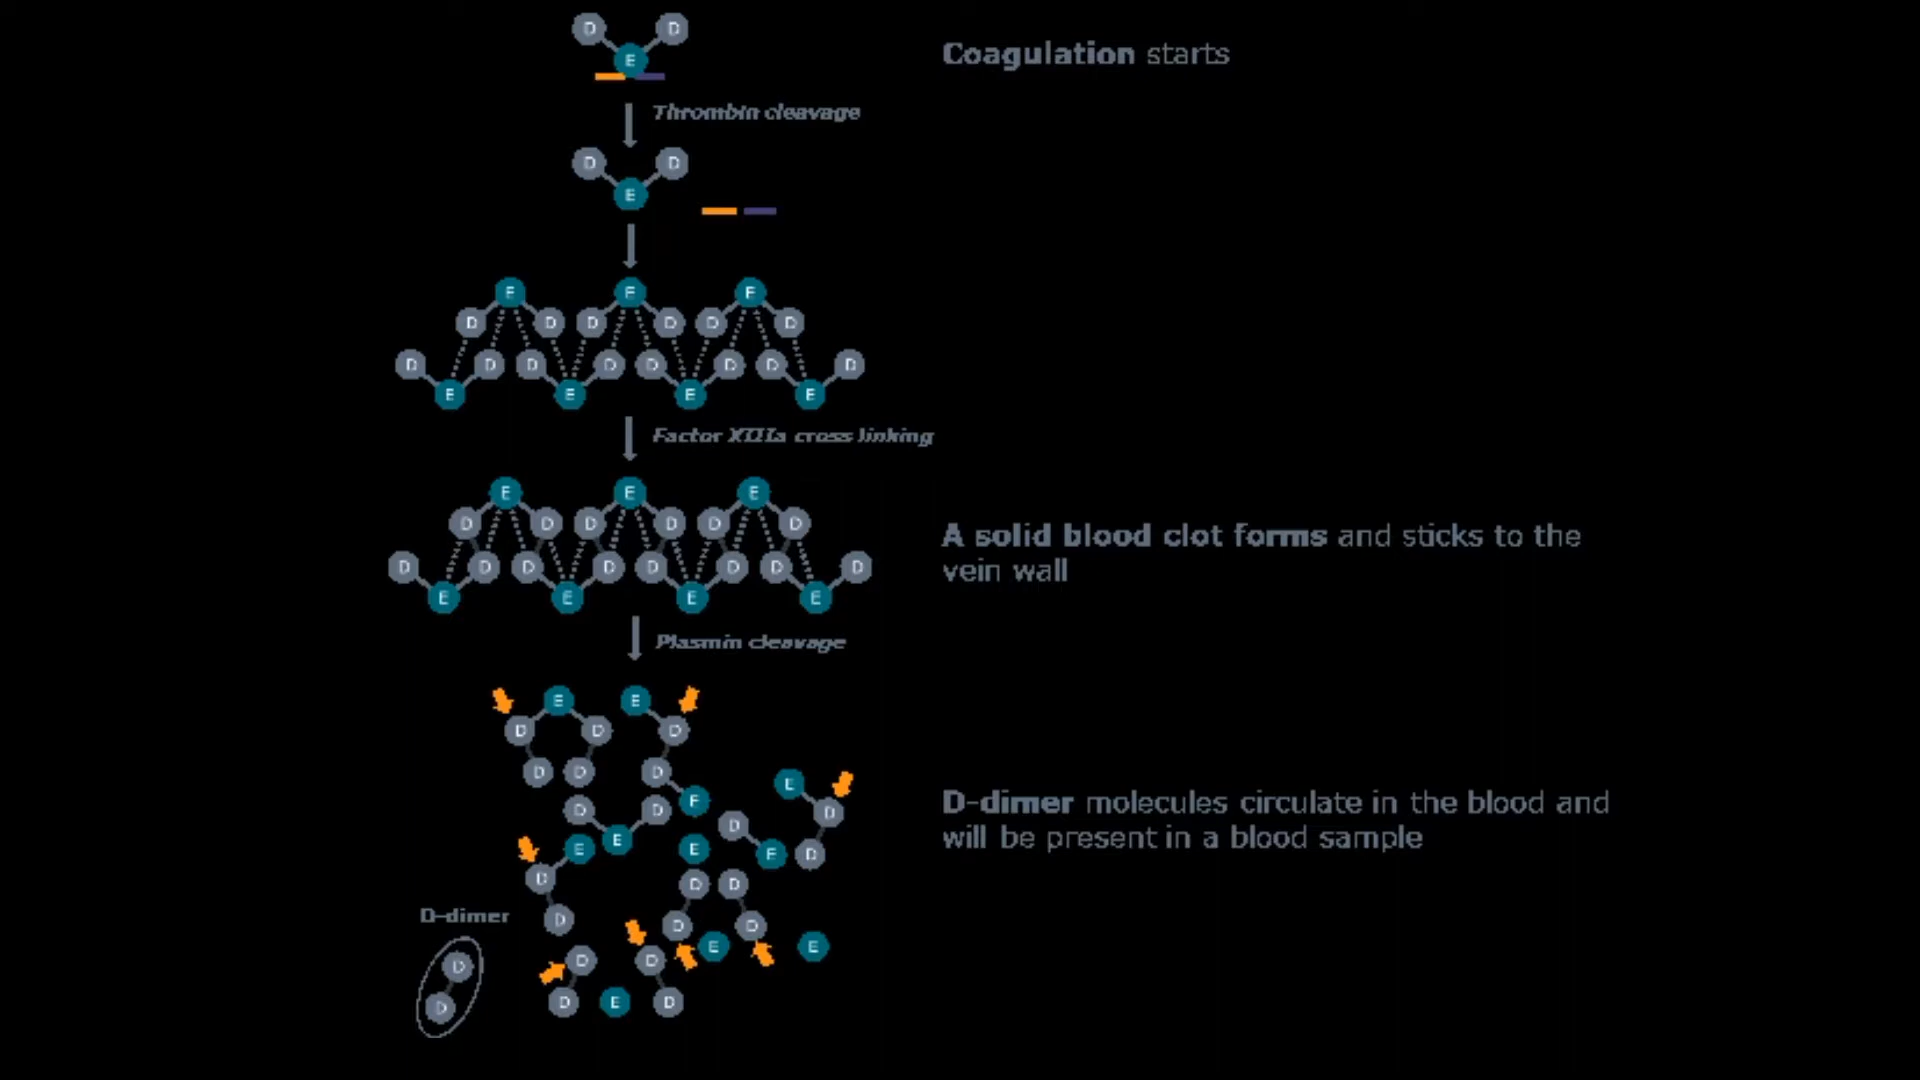 D D
E
Coagulation starts
Thrombin cleavage
D D
E
E E E
D D D D D D
D D D D D D D D
E E E E
Factor XIIIa cross linking
E E E
D D D D D D
D D D D D D D D
E E E E
A solid blood clot forms and sticks to the
vein wall
Plasmin cleavage
E E
D D D
D D D
E
E
D D D D
D-dimer molecules circulate in the blood and
will be present in a blood sample
E E E E D
D D D
D-dimer
D D D
E E
D D D
D D E D